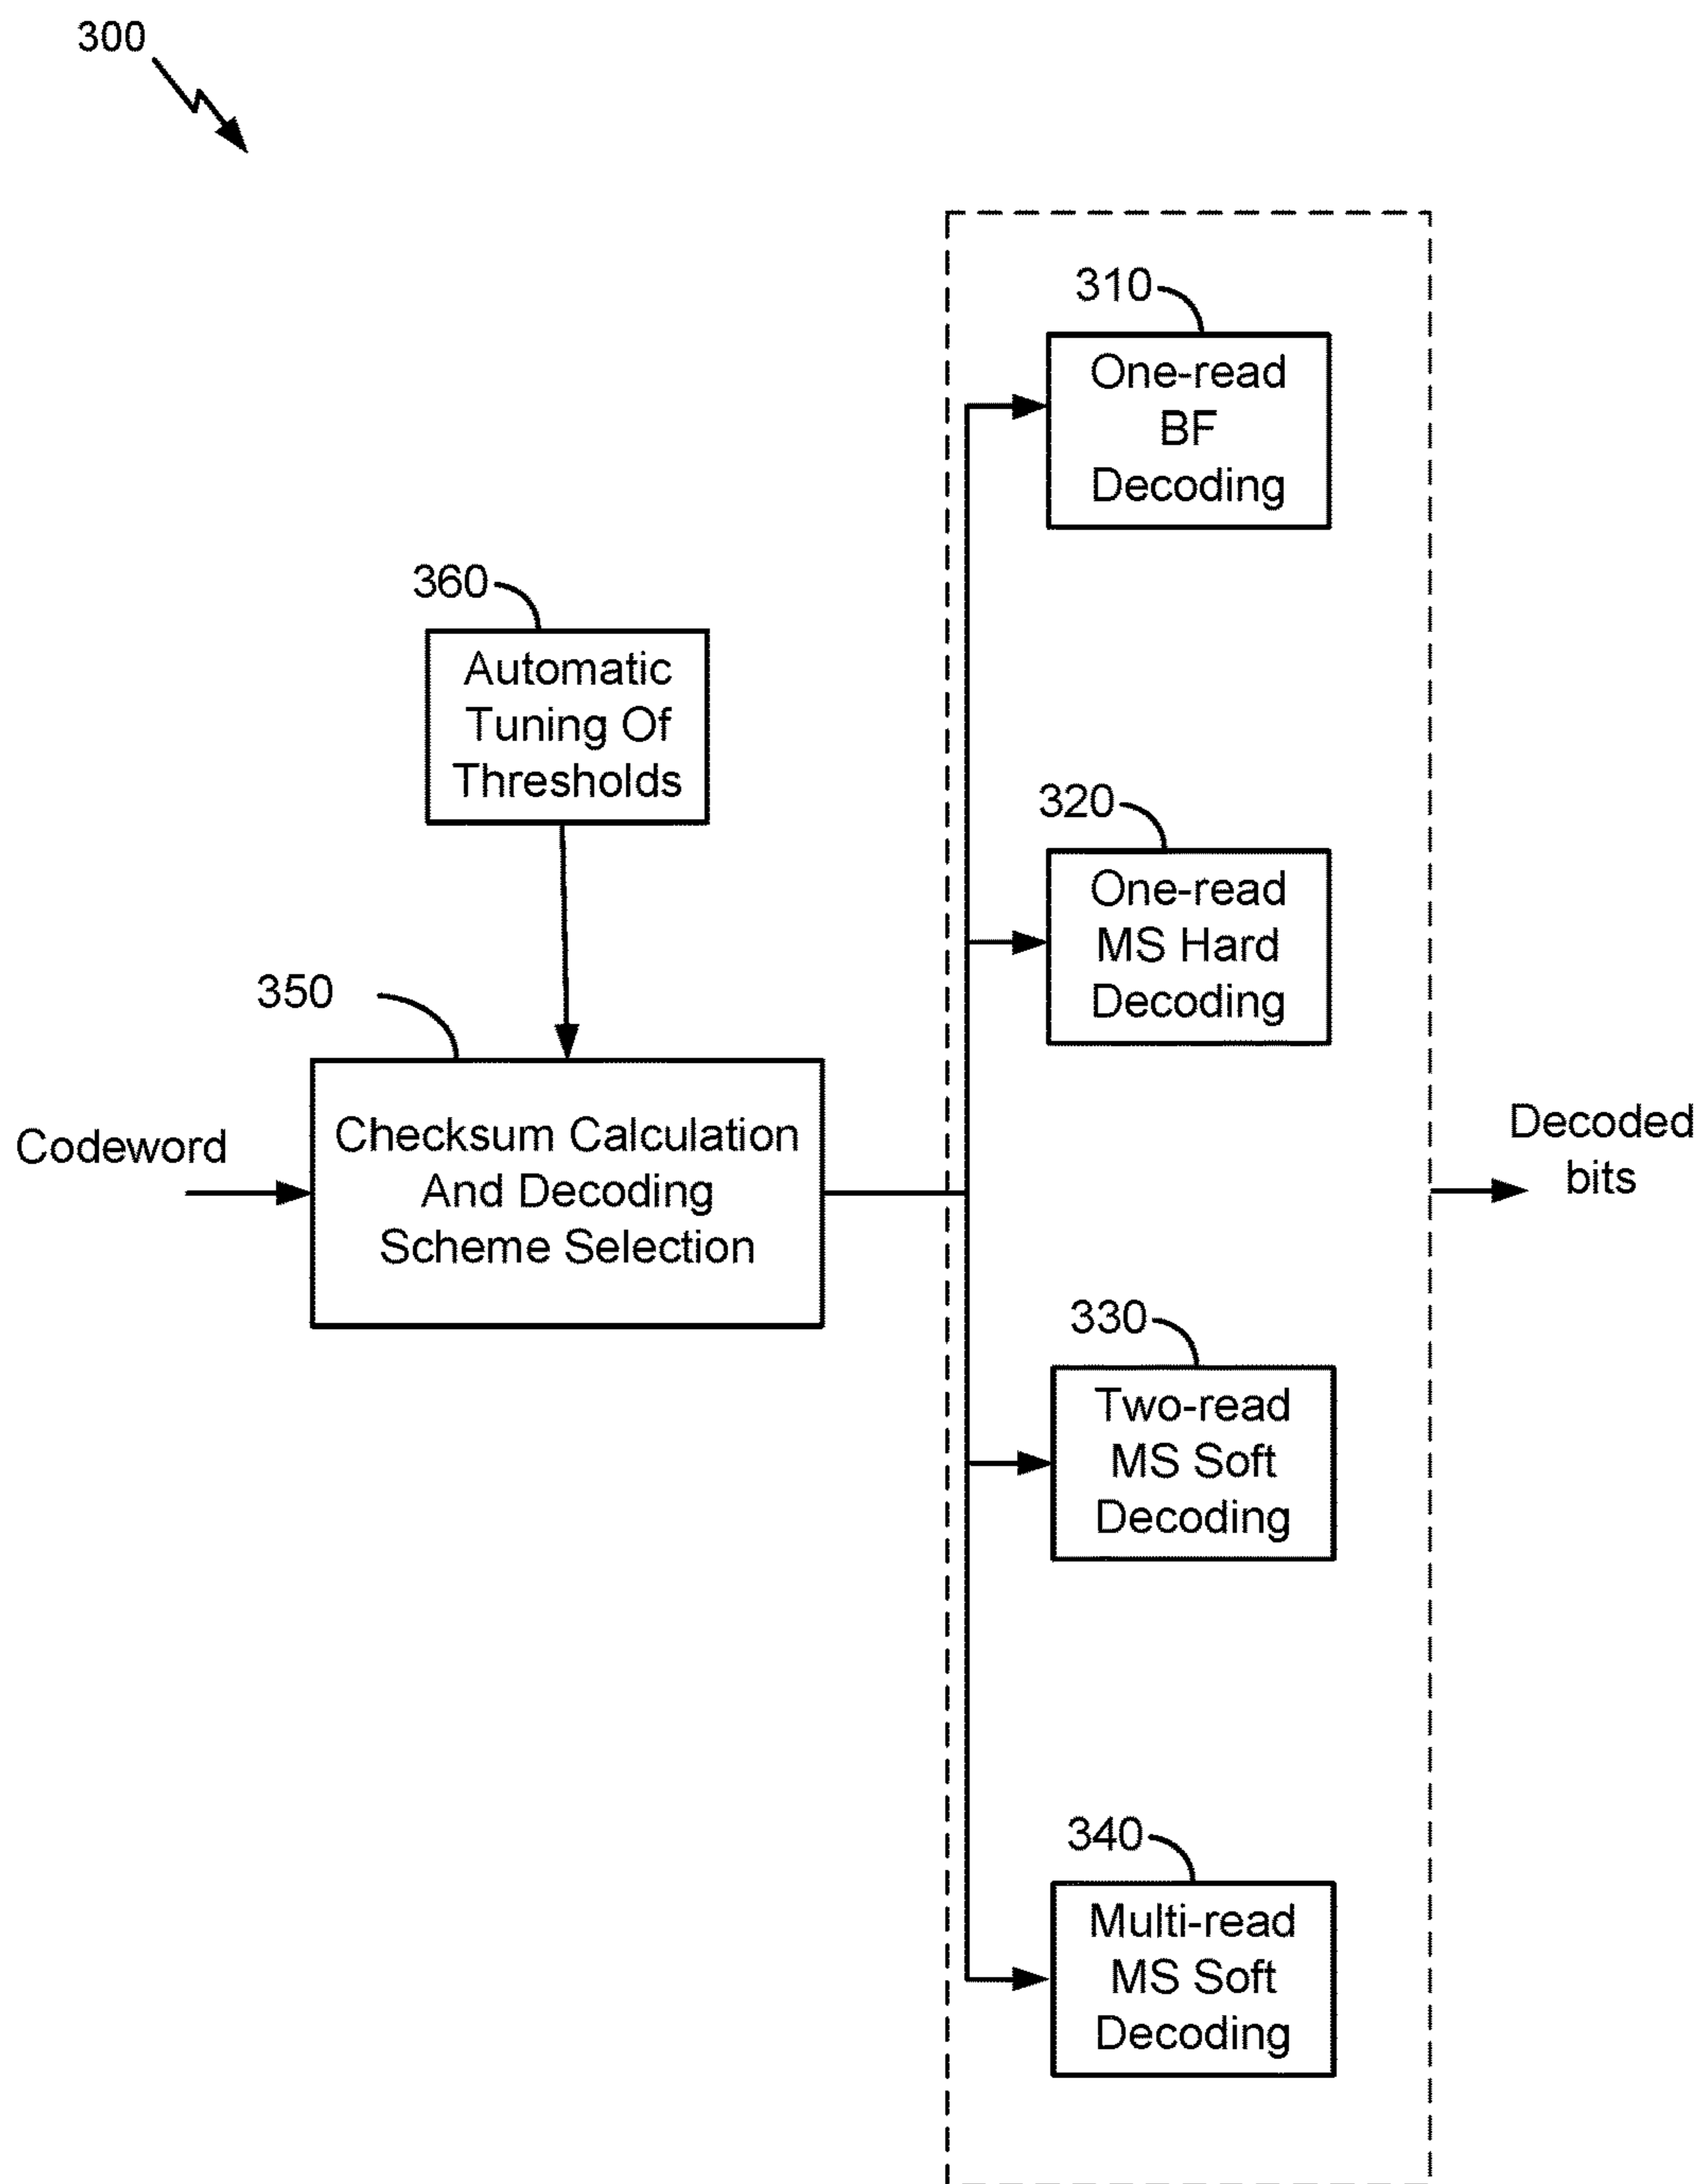 300
310
One-read
BF
Decoding
360
Automatic
Tuning Of
Thresholds
320
One-read
MS Hard
Decoding
350
Codeword
Checksum Calculation
And Decoding
Scheme Selection
Decoded
bits
330
Two-read
MS Soft
Decoding
340
Multi-read
MS Soft
Decoding